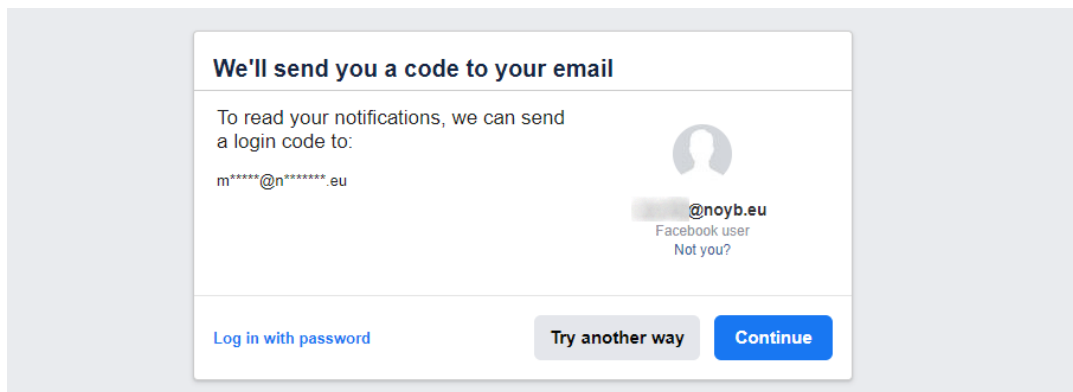 We'll send you a code to your email
To read your notifications, we can send
a login code to:
m*****@n*******.eu
@noyb.eu
Facebook user
Not you?
Log in with password
Try another way
Continue